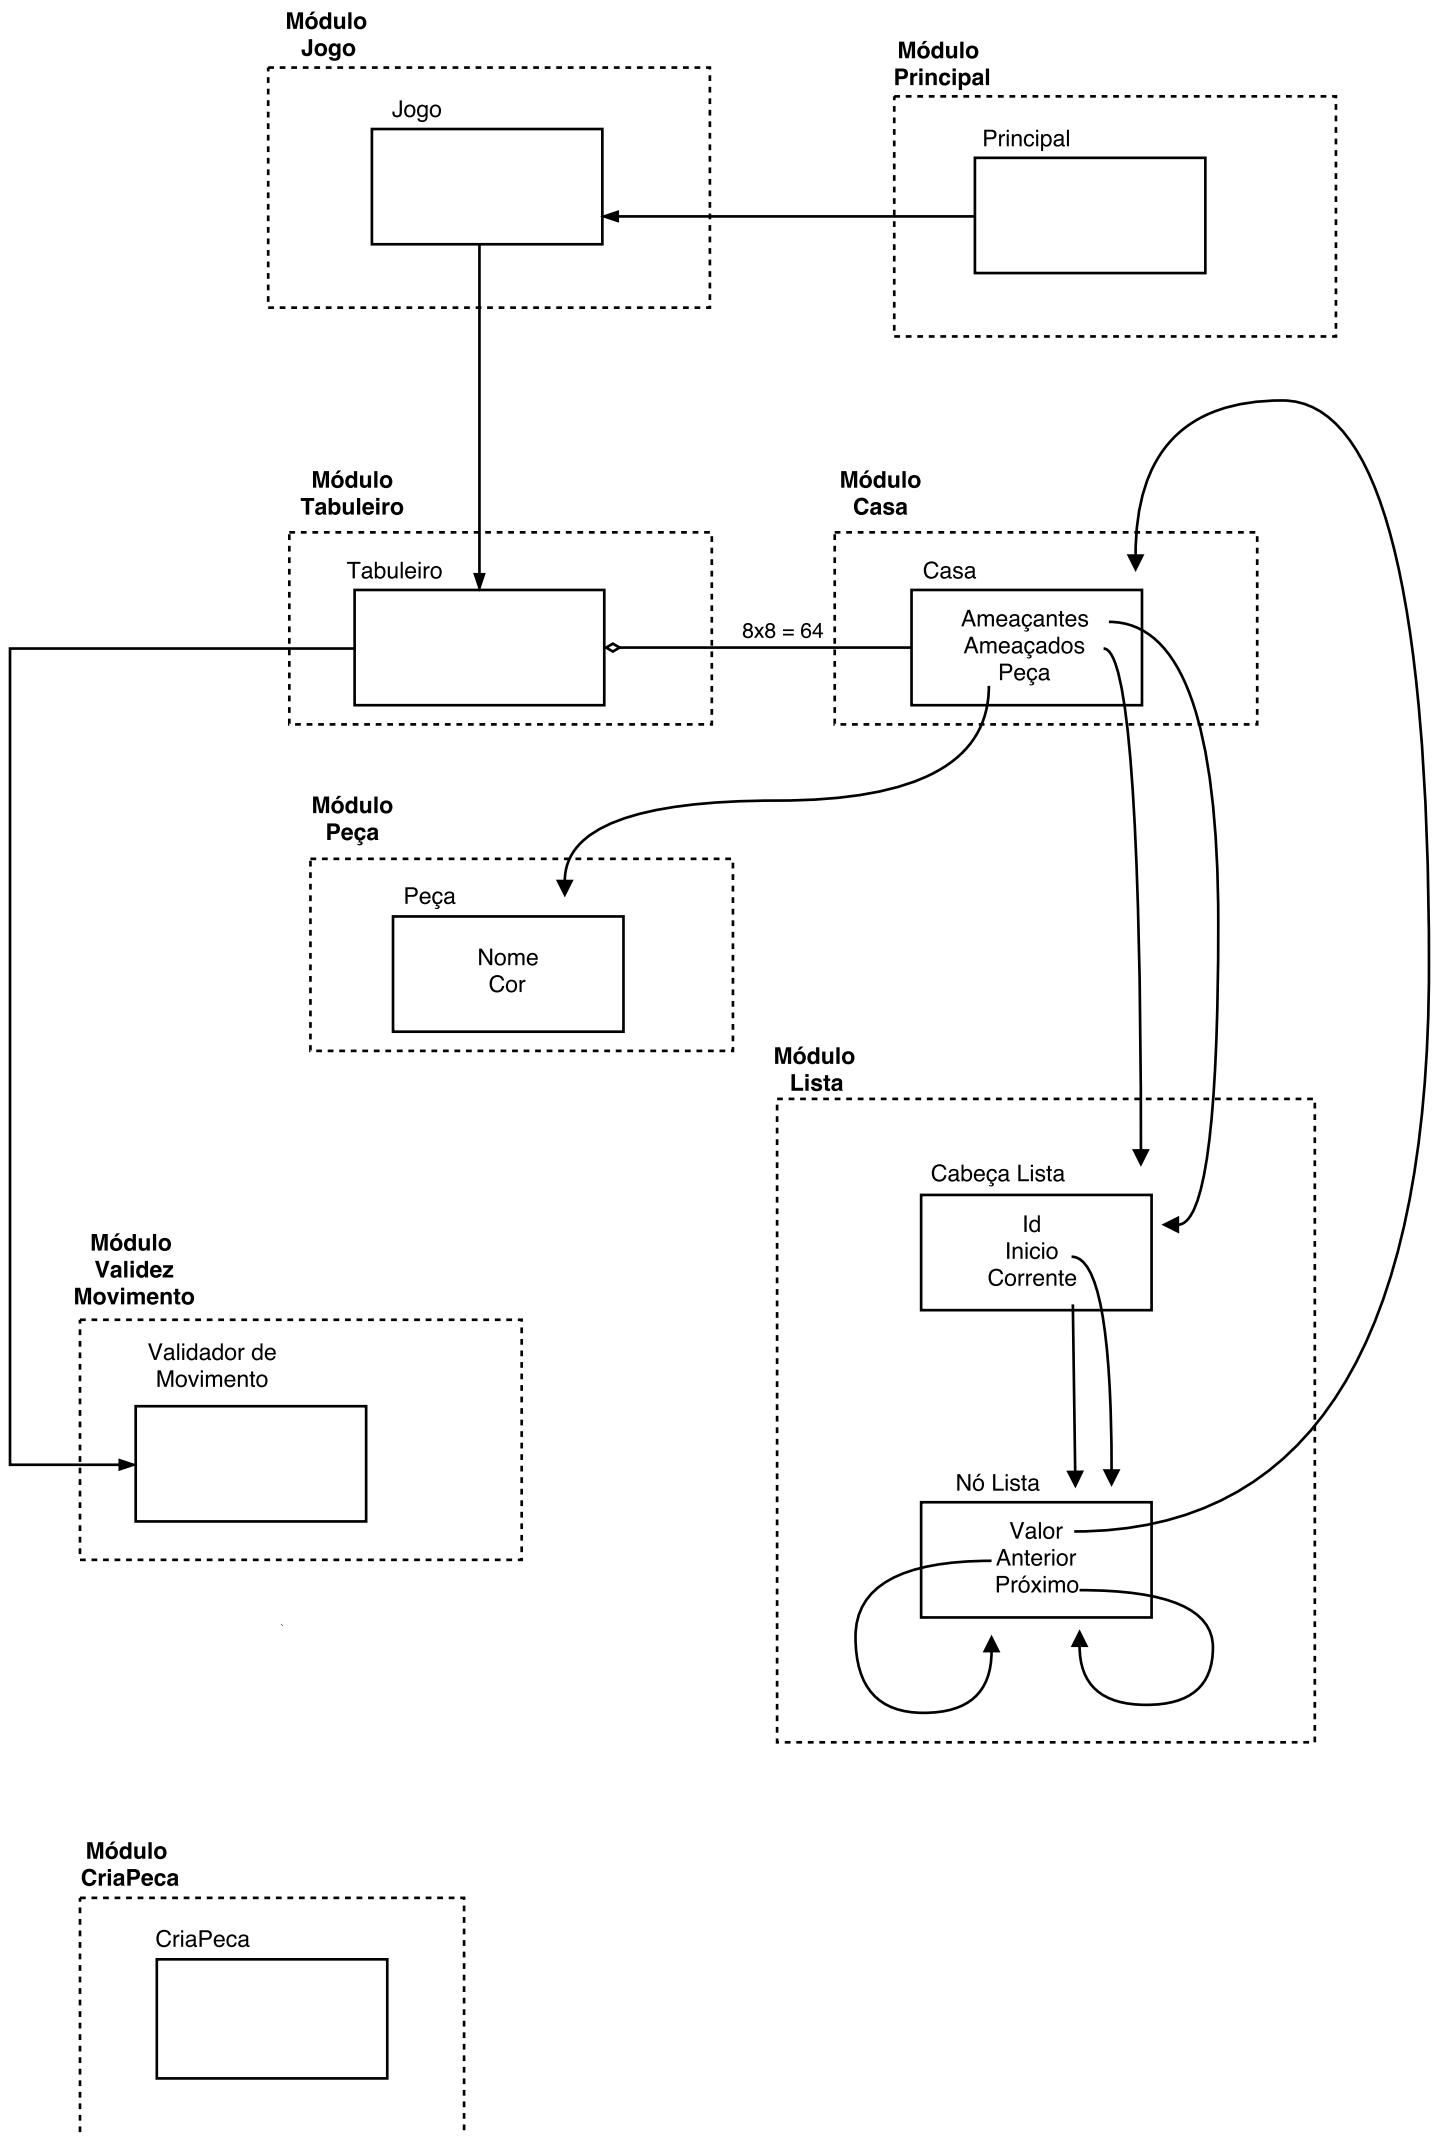 Módulo
Jogo
Jogo
Módulo
Principal
Principal
Módulo
Tabuleiro
Tabuleiro
8x8 = 64
Módulo
Casa
Casa
Ameaçantes
Ameaçados
Peça
Módulo
Peça
Peça
Nome
Cor
Módulo
Lista
Cabeça Lista
Id
Inicio
Corrente
Nó Lista
Valor
Anterior
Próximo
Módulo
Validez
Movimento
Validador de
Movimento
Módulo
CriaPeca
CriaPeca